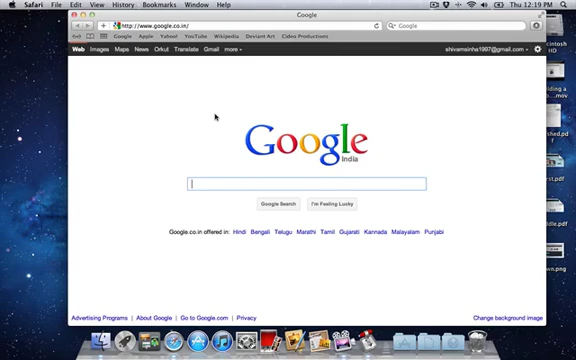 Safari File Edit View History Bookmarks Window Help
Thu 12:19 PM
Google
http://www.google.co.in/
Google
Google Apple Yahoo! YouTube Wikipedia Deviant Art Video Productions
Web Images Maps News Orkut Translate Gmail more
shivamsinha1997@gmail.com
Google
India
Google Search I'm Feeling Lucky
Google.co.in offered in: Hindi Bengali Telugu Marathi Tamil Gujarati Kannada Malayalam Punjabi
Advertising Programs About Google Go to Google.com Privacy
Change background image